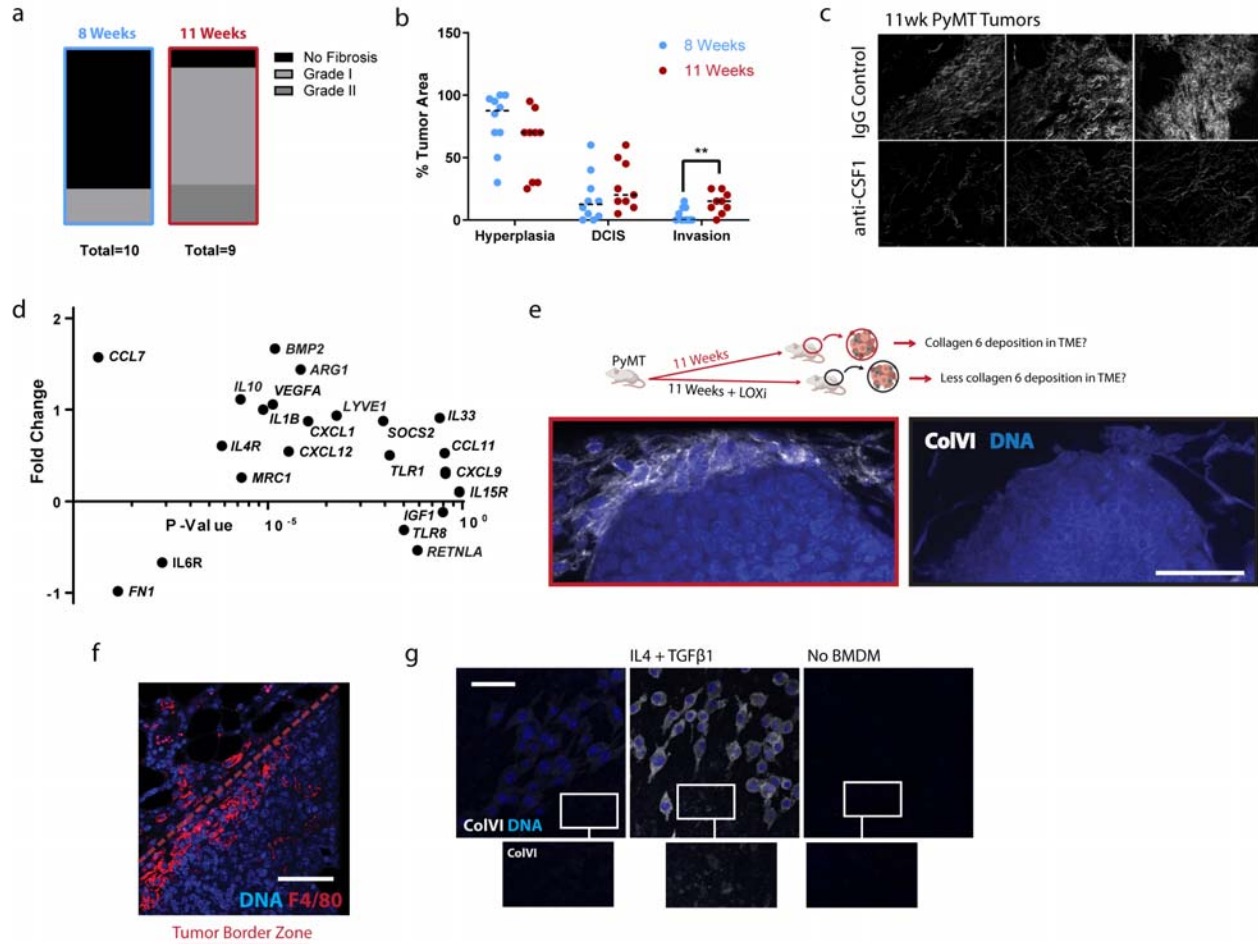 a
8 Weeks
11 Weeks
No Fibrosis
Grade I
Grade II
Total=10
Total=9
b
% Tumor Area
150
100
50
0
8 Weeks
11 Weeks
**
Hyperplasia
DCIS
Invasion
c
11wk PyMT Tumors
IgG Control
anti-CSF1
d
Fold Change
2
1
0
-1
CCL7
BMP2
ARG1
IL10
VEGFA
IL1B
LYVE1
CXCL1
SOCS2
IL33
IL4R
CXCL12
CCL11
TLR1
CXCL9
MRC1
IL15R
P-Value
10-5
100
IGF1
TLR8
RETNLA
IL6R
FN1
e
PyMT
11 Weeks
11 Weeks + LOXi
Collagen 6 deposition in TME?
Less collagen 6 deposition in TME?
ColVI DNA
f
DNA F4/80
Tumor Border Zone
g
IL4 + TGFβ1
No BMDM
ColVI DNA
ColVI